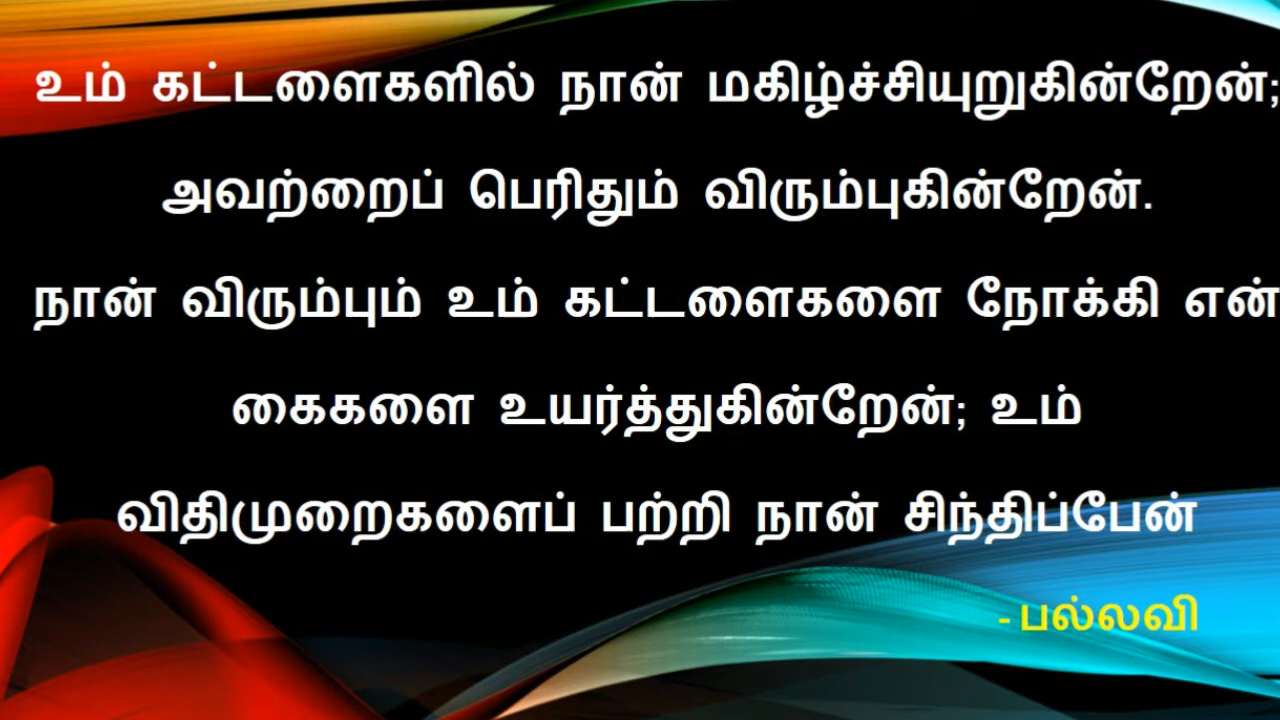 உம் கட்டளைகளில் நான் மகிழ்ச்சியுறுகின்றேன்;
அவற்றைப் பெரிதும் விரும்புகின்றேன்.
நான் விரும்பும் உம் கட்டளைகளை நோக்கி என்
கைகளை உயர்த்துகின்றேன்; உம்
விதிமுறைகளைப் பற்றி நான் சிந்திப்பேன்
- பல்லவி